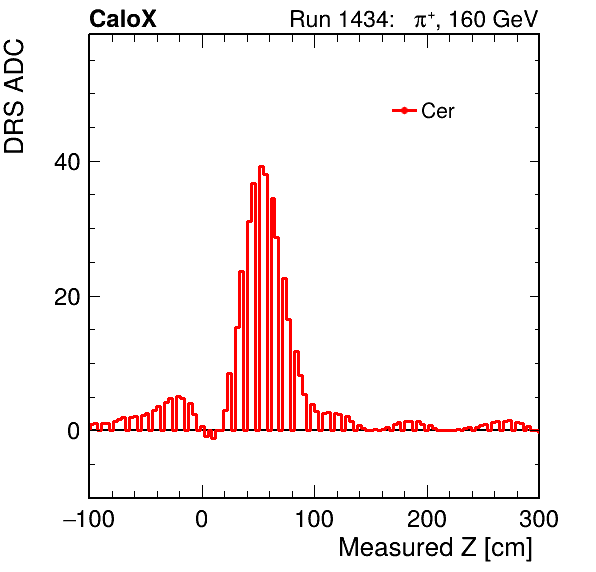 CaloX Run 1434: π+, 160 GeV
DRS ADC
Cer
40
20
0
−100 0 100 200 300
Measured Z [cm]